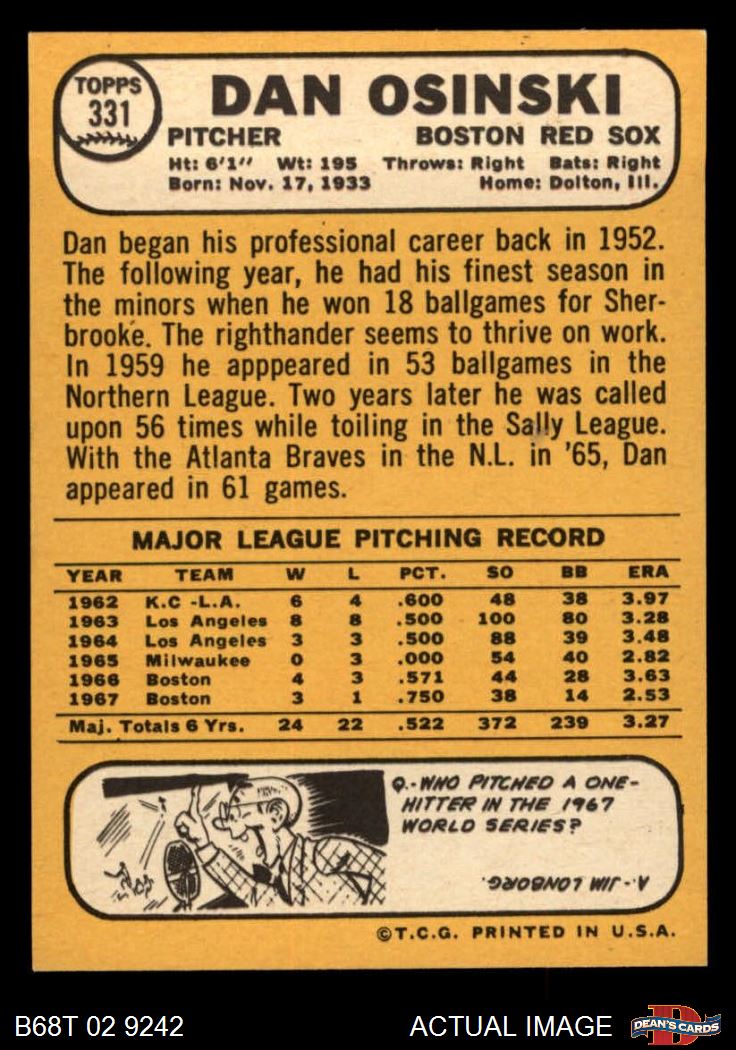 TOPPS
331
DAN OSINSKI
PITCHER BOSTON RED SOX
Ht: 6'1" Wt: 195 Throws: Right Bats: Right
Born: Nov. 17, 1933 Home: Dolton, Ill.
Dan began his professional career back in 1952.
The following year, he had his finest season in
the minors when he won 18 ballgames for Sher-
brooke. The righthander seems to thrive on work.
In 1959 he apppeared in 53 ballgames in the
Northern League. Two years later he was called
upon 56 times while toiling in the Sally League.
With the Atlanta Braves in the N.L. in '65, Dan
appeared in 61 games.
MAJOR LEAGUE PITCHING RECORD
YEAR TEAM W L PCT. SO BB ERA
1962 K.C -L.A. 6 4 .600 48 38 3.97
1963 Los Angeles 8 8 .500 100 80 3.28
1964 Los Angeles 3 3 .500 88 39 3.48
1965 Milwaukee 0 3 .000 54 40 2.82
1966 Boston 4 3 .571 44 28 3.63
1967 Boston 3 1 .750 38 14 2.53
Maj. Totals 6 Yrs. 24 22 .522 372 239 3.27
Q.-WHO PITCHED A ONE-
HITTER IN THE 1967
WORLD SERIES?
A.-JIM LONBORG.
©T.C.G. PRINTED IN U.S.A.
B68T 02 9242 ACTUAL IMAGE DEAN'S CARDS